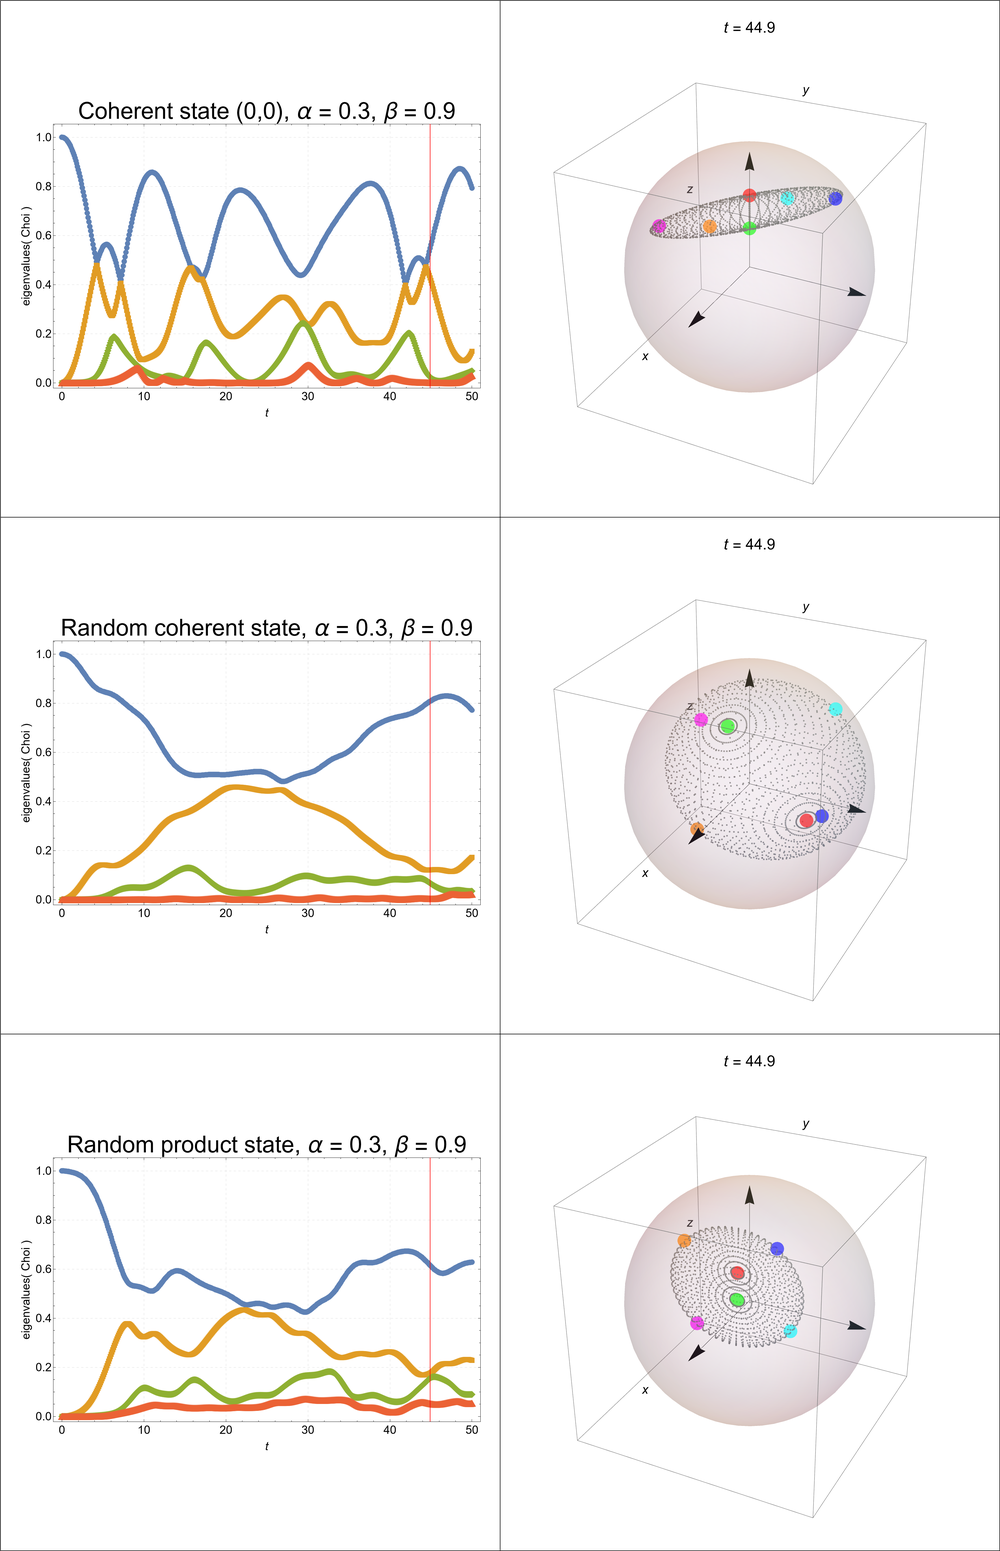 Coherent state (0,0), α = 0.3, β = 0.9
eigenvalues( Choi )
1.0
0.8
0.6
0.4
0.2
0.0
0 10 20 30 40 50
t
t = 44.9
y
z
x
Random coherent state, α = 0.3, β = 0.9
eigenvalues( Choi )
1.0
0.8
0.6
0.4
0.2
0.0
0 10 20 30 40 50
t
t = 44.9
y
z
x
Random product state, α = 0.3, β = 0.9
eigenvalues( Choi )
1.0
0.8
0.6
0.4
0.2
0.0
0 10 20 30 40 50
t
t = 44.9
y
z
x